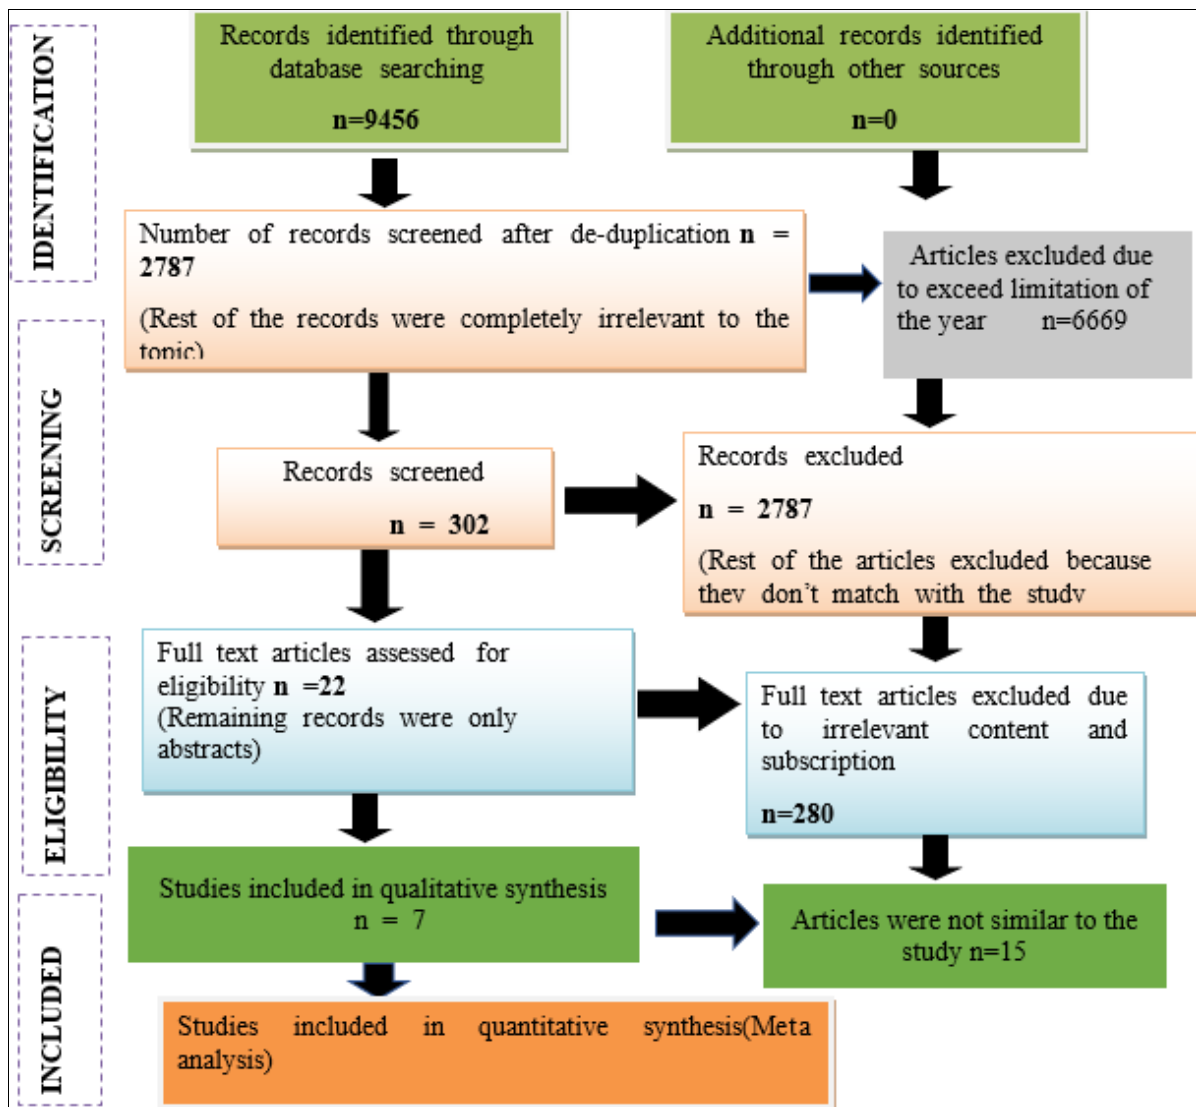 IDENTIFICATION
Records identified through
database searching
n=9456
Additional records identified
through other sources
n=0
Number of records screened after de-duplication n =
2787
(Rest of the records were completely irrelevant to the
topic)
Articles excluded due
to exceed limitation of
the year n=6669
SCREENING
Records screened
n = 302
Records excluded
n = 2787
(Rest of the articles excluded because
they don't match with the study
ELIGIBILITY
Full text articles assessed for
eligibility n =22
(Remaining records were only
abstracts)
Full text articles excluded due
to irrelevant content and
subscription
n=280
INCLUDED
Studies included in qualitative synthesis
n = 7
Articles were not similar to the
study n=15
Studies included in quantitative synthesis(Meta
analysis)